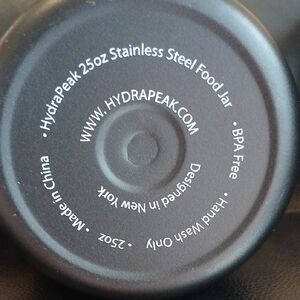 • HydraPeak 25oz Stainless Steel Food Jar • BPA Free • Hand Wash Only • 25oz • Made in China
WWW. HYDRAPEAK.COM
Designed in New York